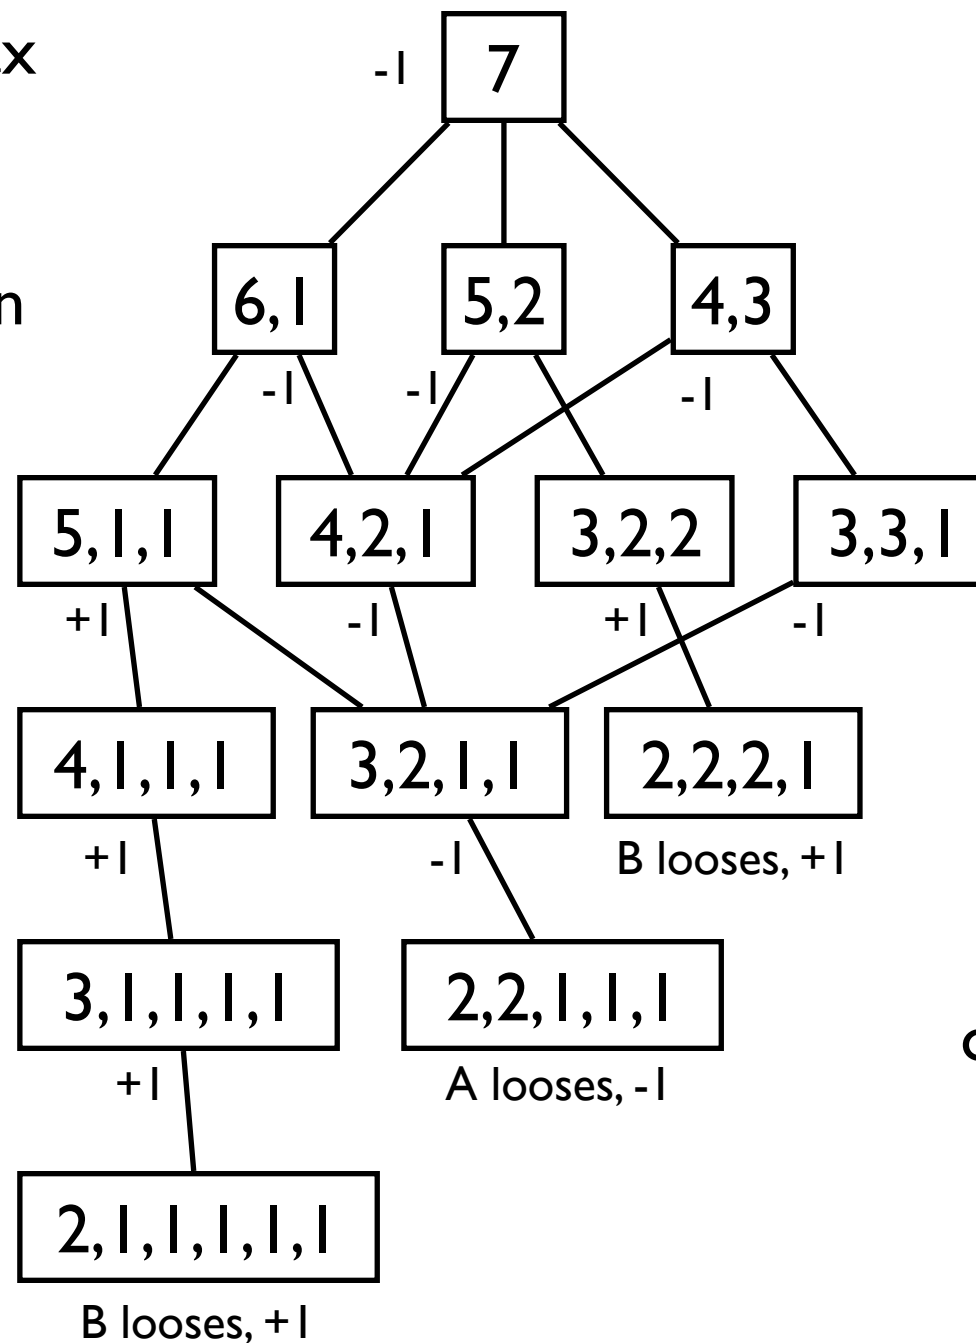 x
-1 7
n
6,1 5,2 4,3
-1 -1 -1
5,1,1 4,2,1 3,2,2 3,3,1
+1 -1 +1 -1
4,1,1,1 3,2,1,1 2,2,2,1
+1 -1 B looses, +1
3,1,1,1,1 2,2,1,1,1
+1 A looses, -1
2,1,1,1,1,1
B looses, +1